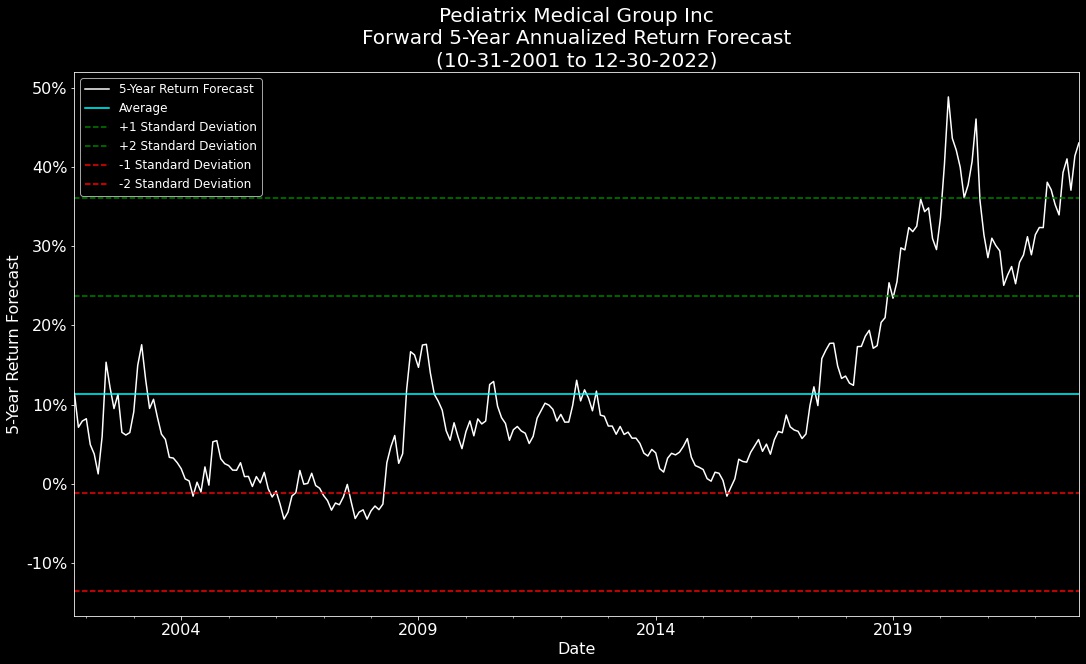 Pediatrix Medical Group Inc
Forward 5-Year Annualized Return Forecast
(10-31-2001 to 12-30-2022)
5-Year Return Forecast
Average
+1 Standard Deviation
+2 Standard Deviation
-1 Standard Deviation
-2 Standard Deviation
50%
40%
30%
20%
10%
0%
-10%
5-Year Return Forecast
2004
2009
2014
2019
Date